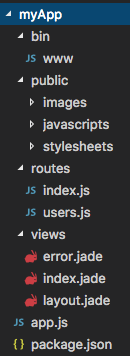 myApp
bin
JS www
public
images
javascripts
stylesheets
routes
JS index.js
JS users.js
views
error.jade
index.jade
layout.jade
JS app.js
{ } package.json